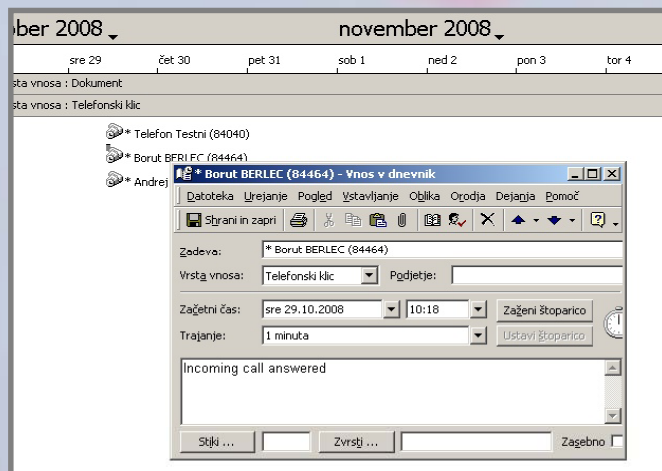 ober 2008
november 2008
sre 29 čet 30 pet 31 sob 1 ned 2 pon 3 tor 4
sta vnosa : Dokument
sta vnosa : Telefonski klic
* Telefon Testni (84040)
* Borut BERLEC (84464)
* Andrej
* Borut BERLEC (84464) - Vnos v dnevnik
Datoteka Urejanje Pogled Vstavljanje Oblika Orodja Dejanja Pomoč
Shrani in zapri
Zadeva: * Borut BERLEC (84464)
Vrsta vnosa: Telefonski klic Podjetje:
Začetni čas: sre 29.10.2008 10:18 Zaženi štoparico
Trajanje: 1 minuta Ustavi štoparico
Incoming call answered
Stiki ... Zvrsti ... Zasebno